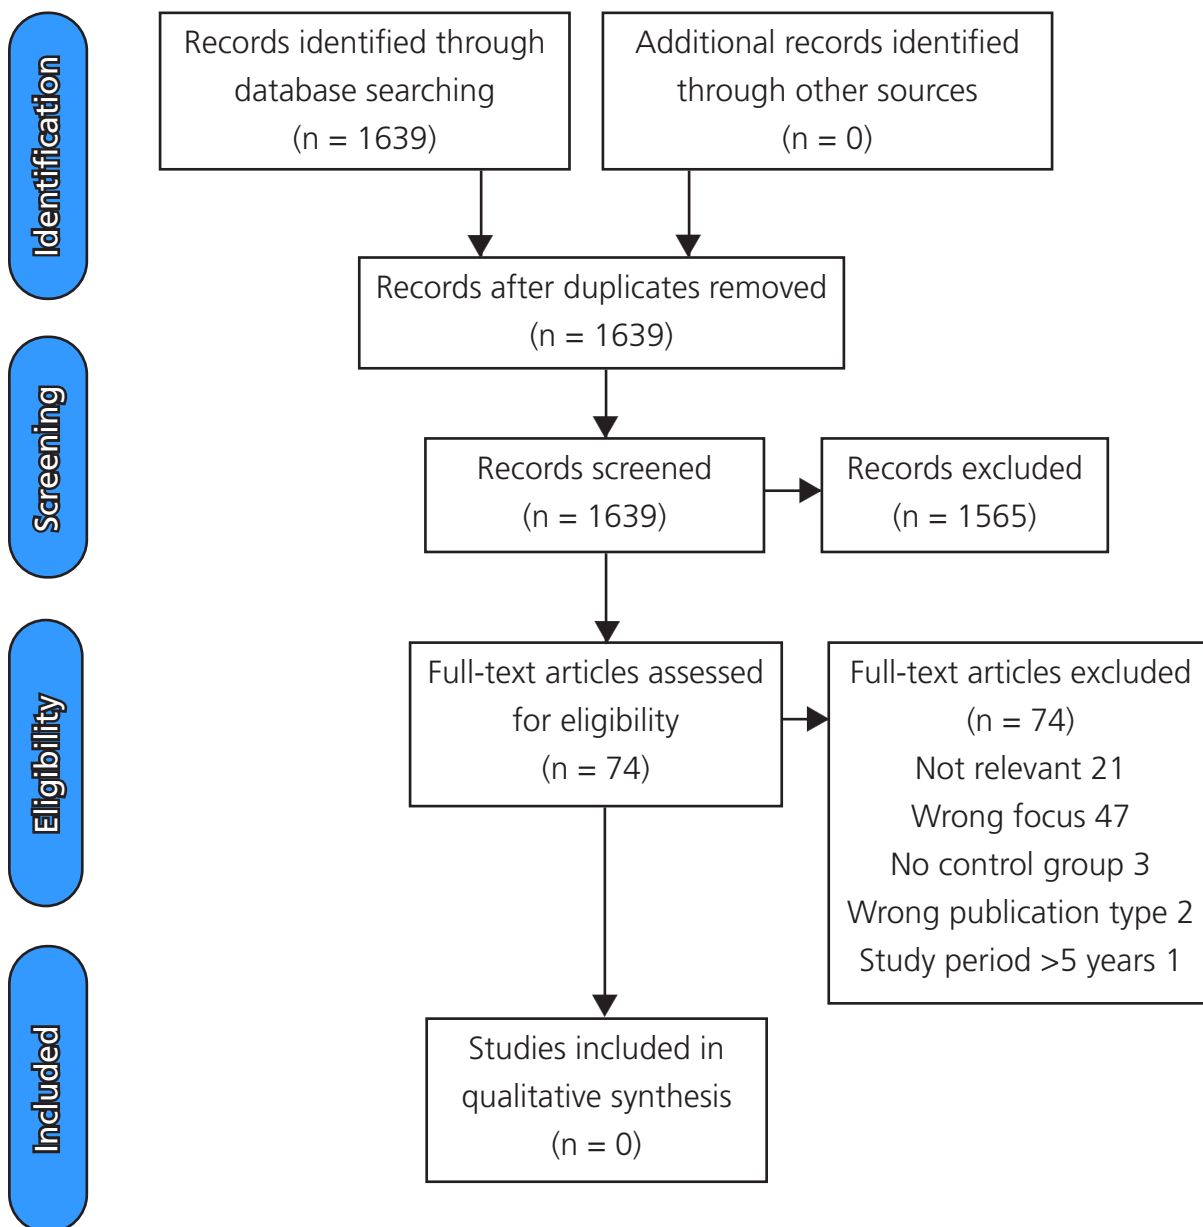 Identification
Records identified through
database searching
(n = 1639)
Additional records identified
through other sources
(n = 0)
Records after duplicates removed
(n = 1639)
Screening
Records screened
(n = 1639)
Records excluded
(n = 1565)
Eligibility
Full-text articles assessed
for eligibility
(n = 74)
Full-text articles excluded
(n = 74)
Not relevant 21
Wrong focus 47
No control group 3
Wrong publication type 2
Study period >5 years 1
Included
Studies included in
qualitative synthesis
(n = 0)